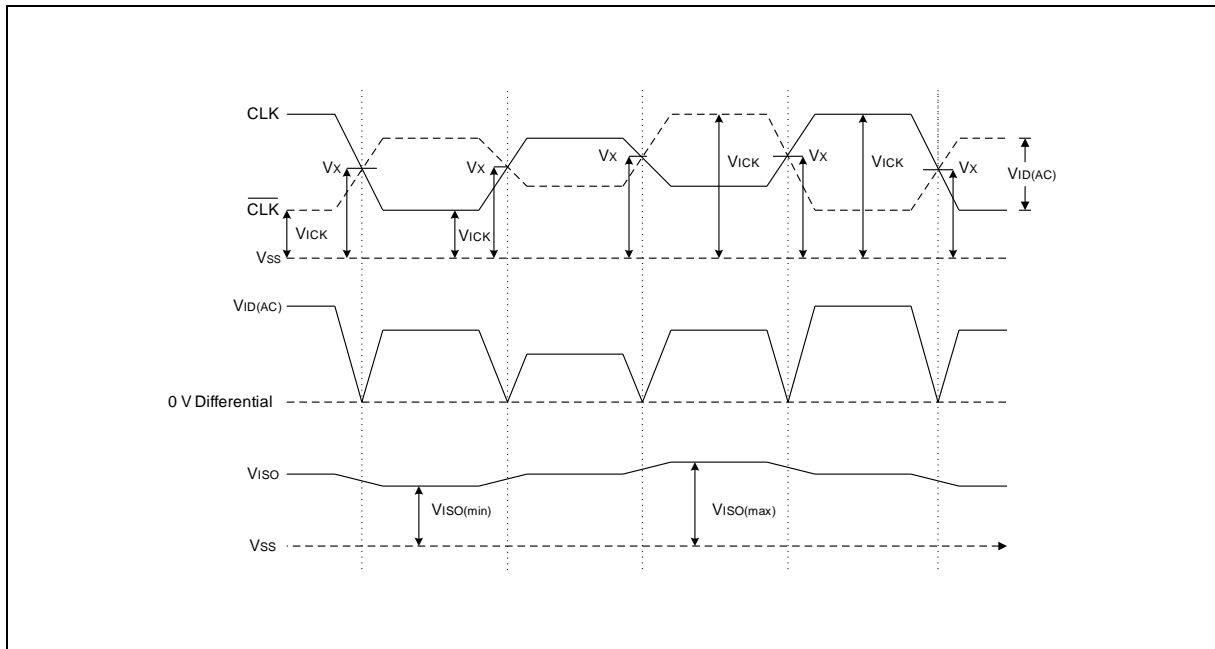 CLK
VX
VX
VX
VICK
VX
VICK
VX
VID(AC)
CLK
VICK
VICK
VSS
VID(AC)
0 V Differential
VISO
VISO(min)
VISO(max)
VSS